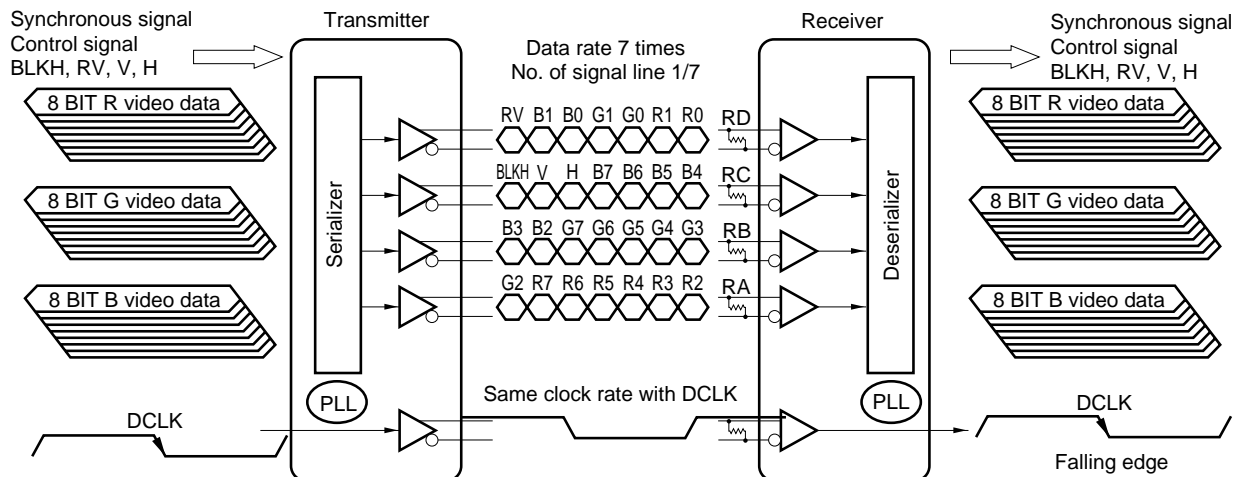 Synchronous signal
Control signal
BLKH, RV, V, H
Transmitter
Data rate 7 times
No. of signal line 1/7
Receiver
Synchronous signal
Control signal
BLKH, RV, V, H
8 BIT R video data
8 BIT G video data
8 BIT B video data
Serializer
RV B1 B0 G1 G0 R1 R0 RD
BLKH V H B7 B6 B5 B4 RC
B3 B2 G7 G6 G5 G4 G3 RB
G2 R7 R6 R5 R4 R3 R2 RA
Deserializer
8 BIT R video data
8 BIT G video data
8 BIT B video data
PLL
Same clock rate with DCLK
PLL
DCLK
DCLK
Falling edge